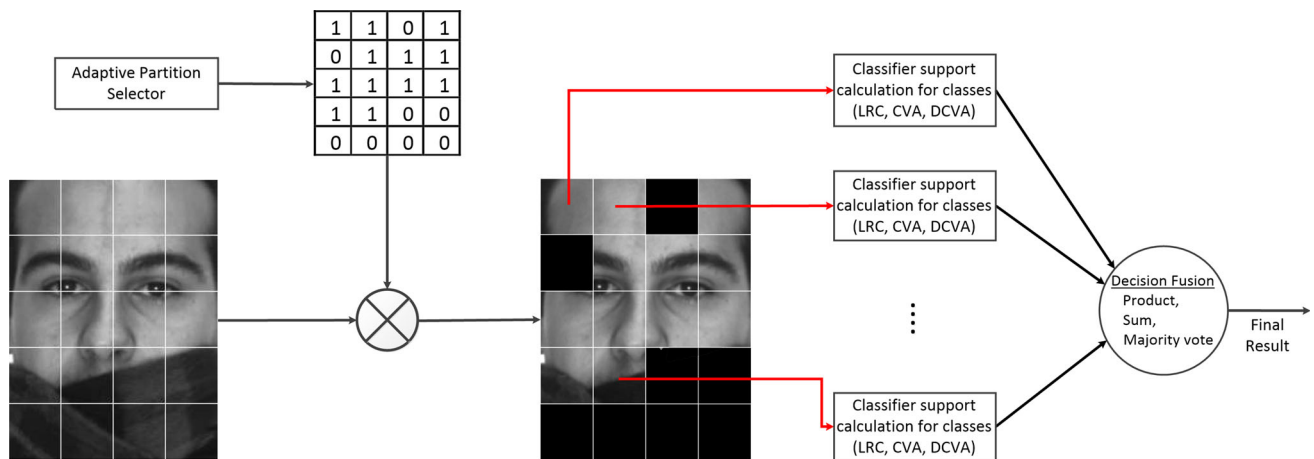 Adaptive Partition
Selector
1 1 0 1
0 1 1 1
1 1 1 1
1 1 0 0
0 0 0 0
Classifier support
calculation for classes
(LRC, CVA, DCVA)
Classifier support
calculation for classes
(LRC, CVA, DCVA)
Classifier support
calculation for classes
(LRC, CVA, DCVA)
Decision Fusion
Product,
Sum,
Majority vote
Final
Result